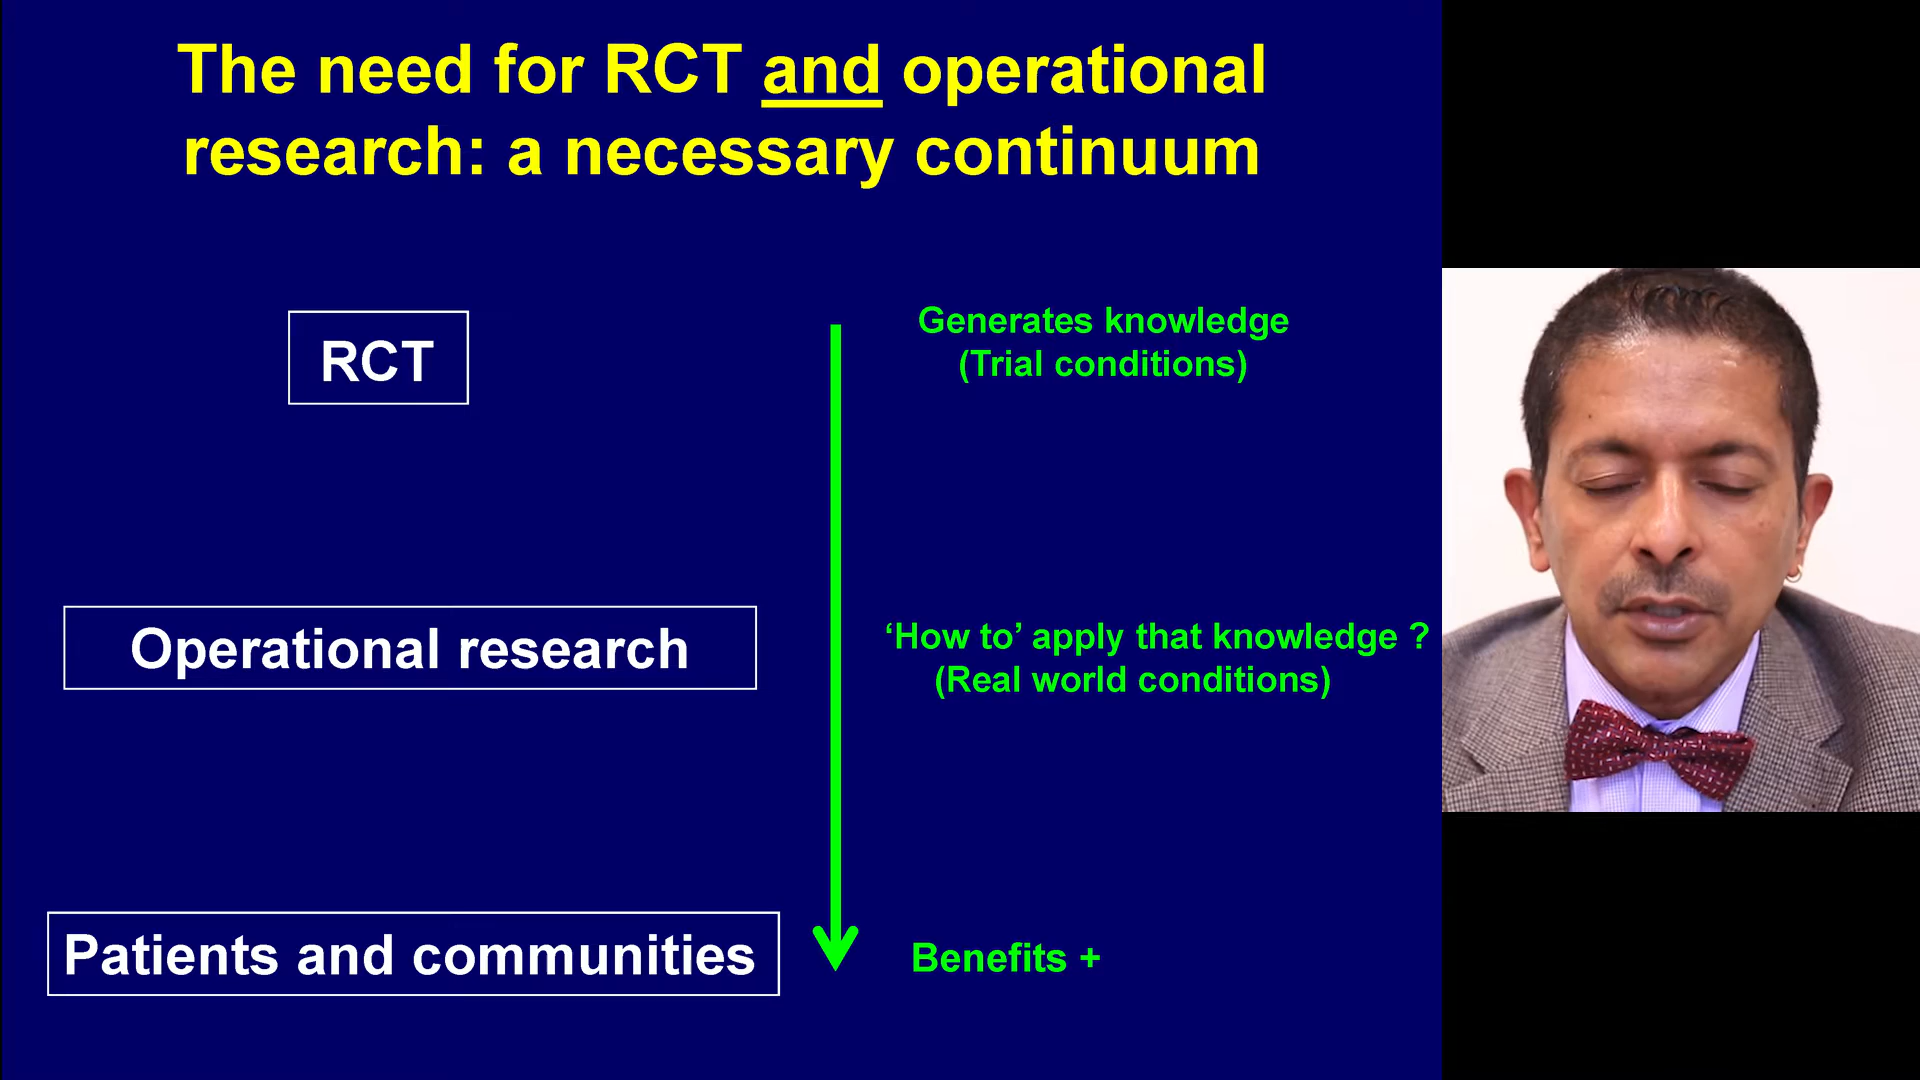 The need for RCT and operational
research: a necessary continuum
RCT
Generates knowledge
(Trial conditions)
Operational research
‘How to’ apply that knowledge ?
(Real world conditions)
Patients and communities
Benefits +